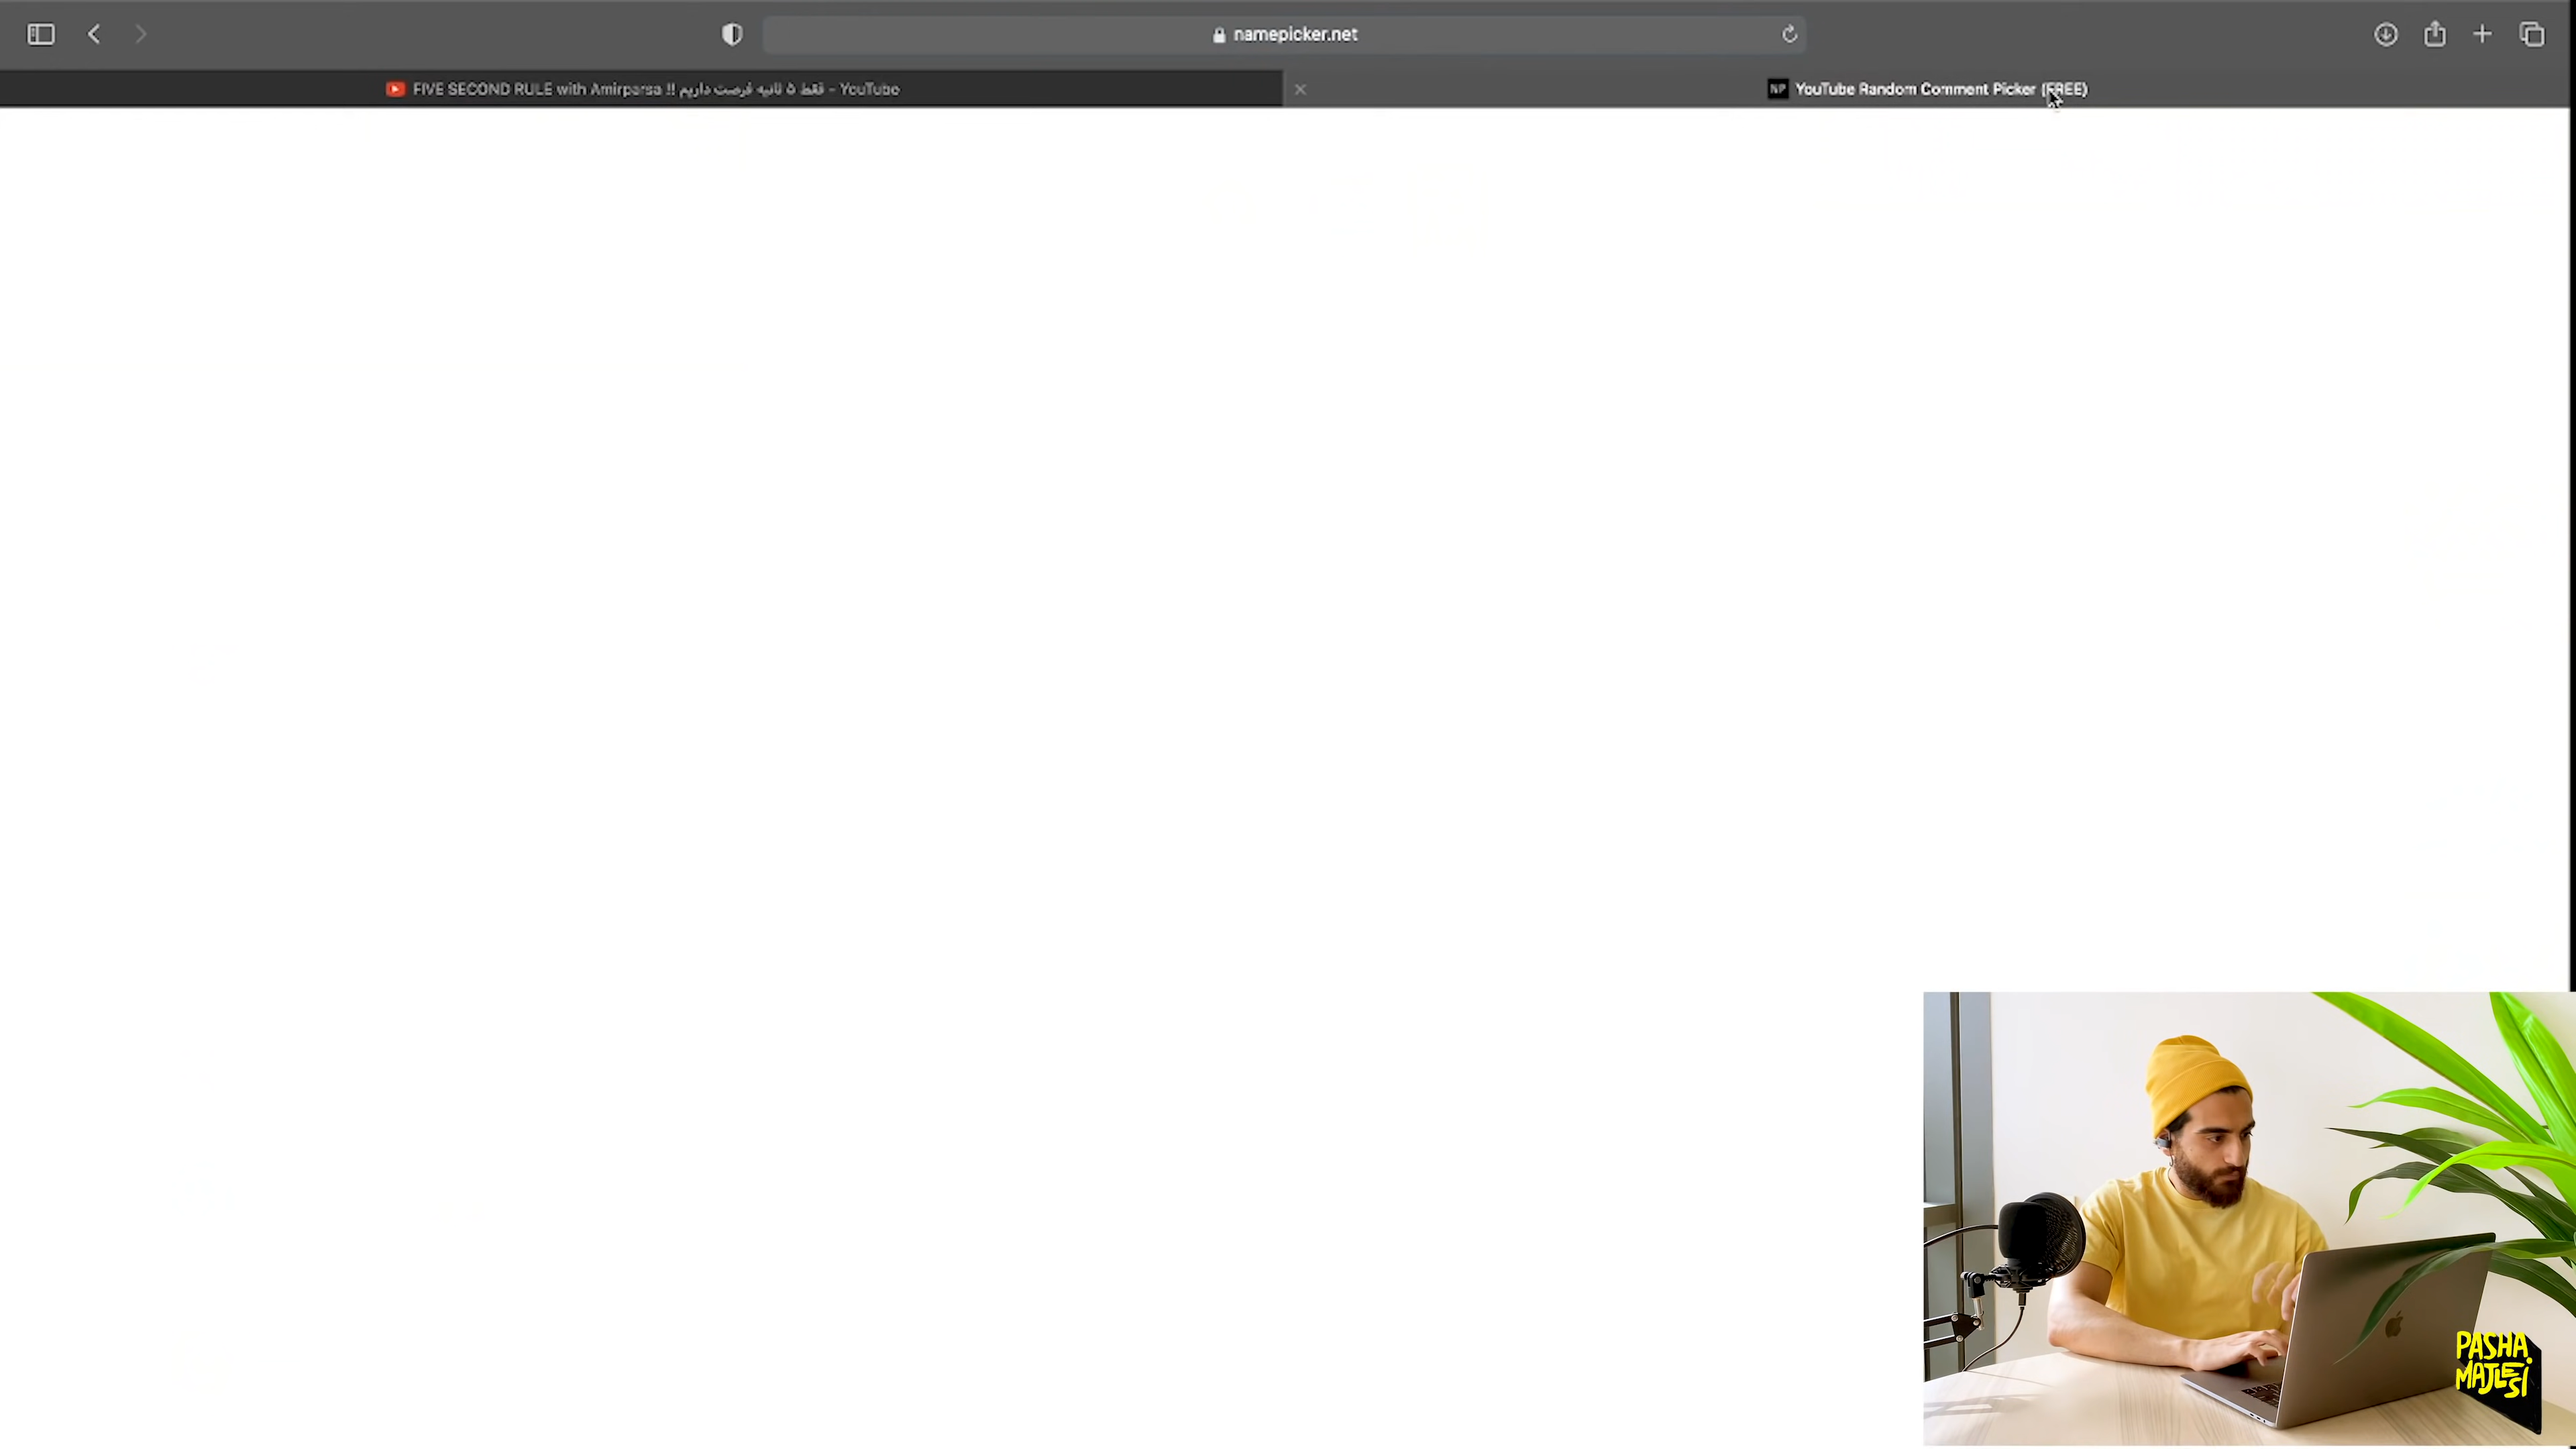 namepicker.net
FIVE SECOND RULE with Amirparsa !! فقط ۵ ثانیه فرصت داریم - YouTube
NP YouTube Random Comment Picker (FREE)
PASHA
MAJLESI